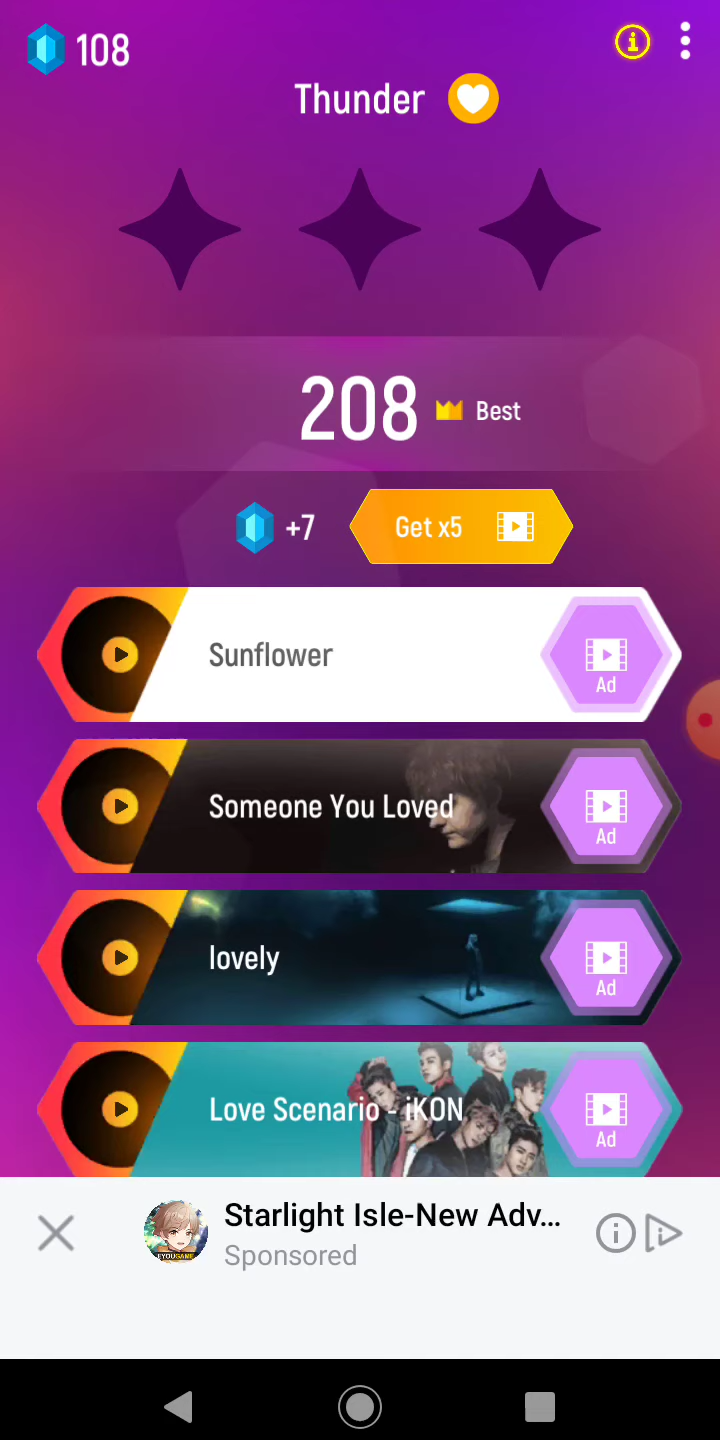 108
Thunder
208 Best
+7 Get x5
Sunflower
Ad
Someone You Loved
Ad
lovely
Ad
Love Scenario - iKON
Ad
EYOUGAME
Starlight Isle-New Adv...
Sponsored